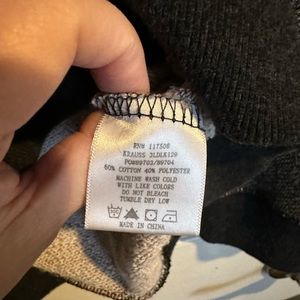 RN# 117508
KRAUSS 3LDLK129
PO#89703/89704
60% COTTON 40% POLYESTER
MACHINE WASH COLD
WITH LIKE COLORS
DO NOT BLEACH
TUMBLE DRY LOW
MADE IN CHINA